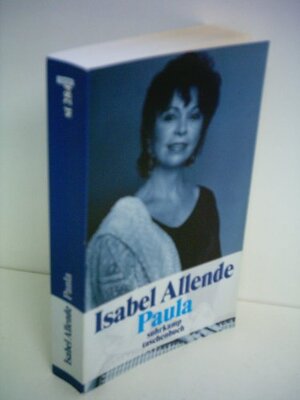 Isabel Allende
Paula
suhrkamp
taschenbuch
Isabel Allende Paula